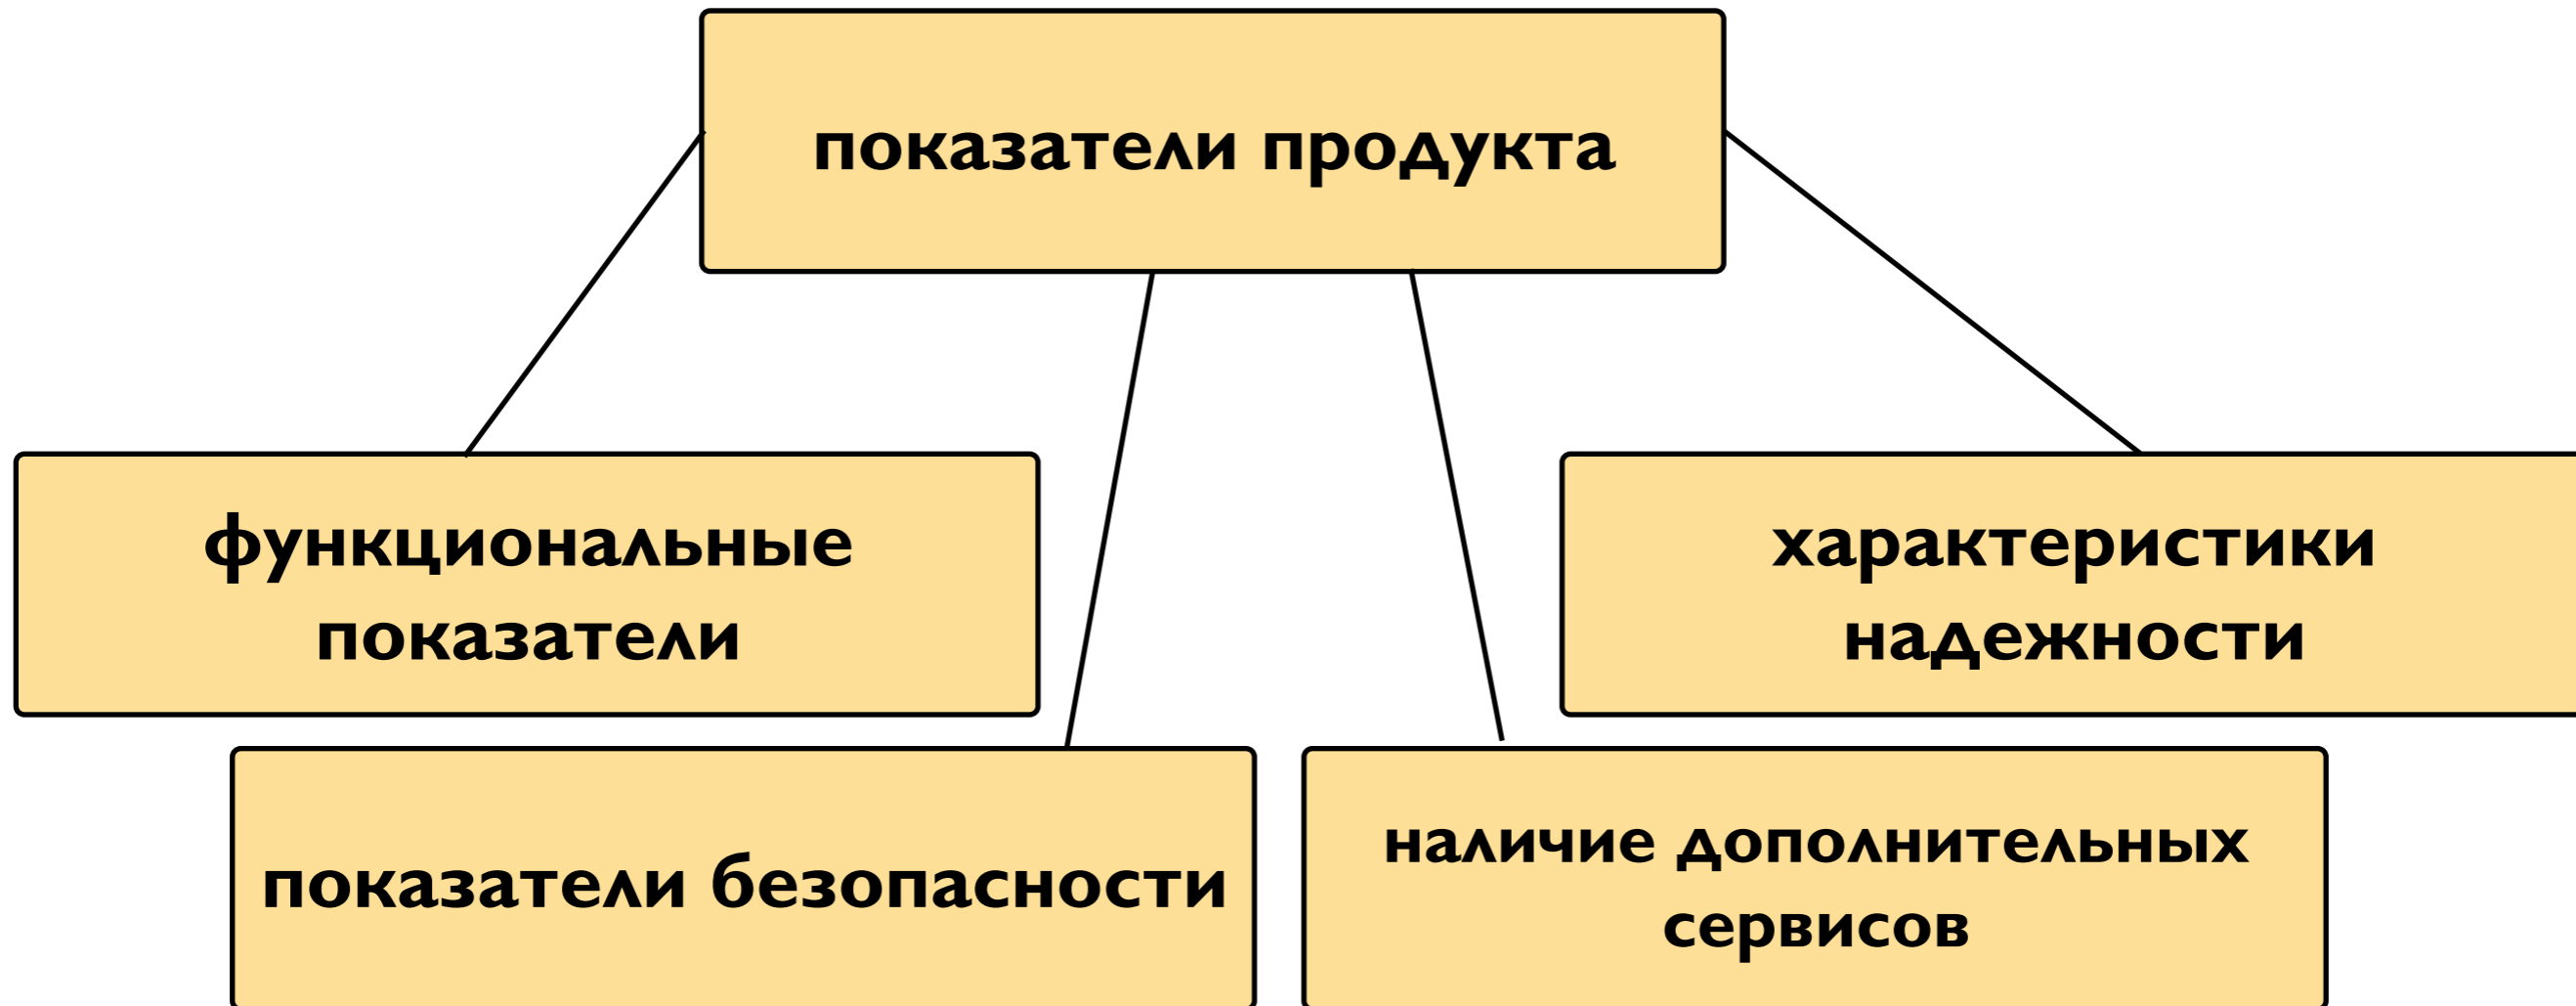 показатели продукта
функциональные
показатели
характеристики
надежности
показатели безопасности
наличие дополнительных
сервисов